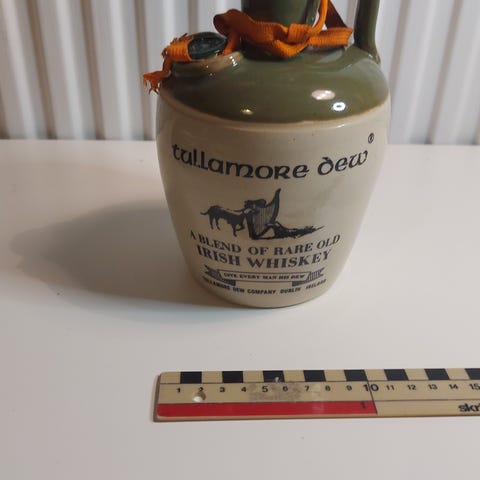 tullamore dew®
A BLEND OF RARE OLD
IRISH WHISKEY
GIVE EVERY MAN HIS DEW
TULLAMORE DEW COMPANY DUBLIN IRELAND
1 2 3 4 5 6 7 8 9 10 11 12 13 14 15